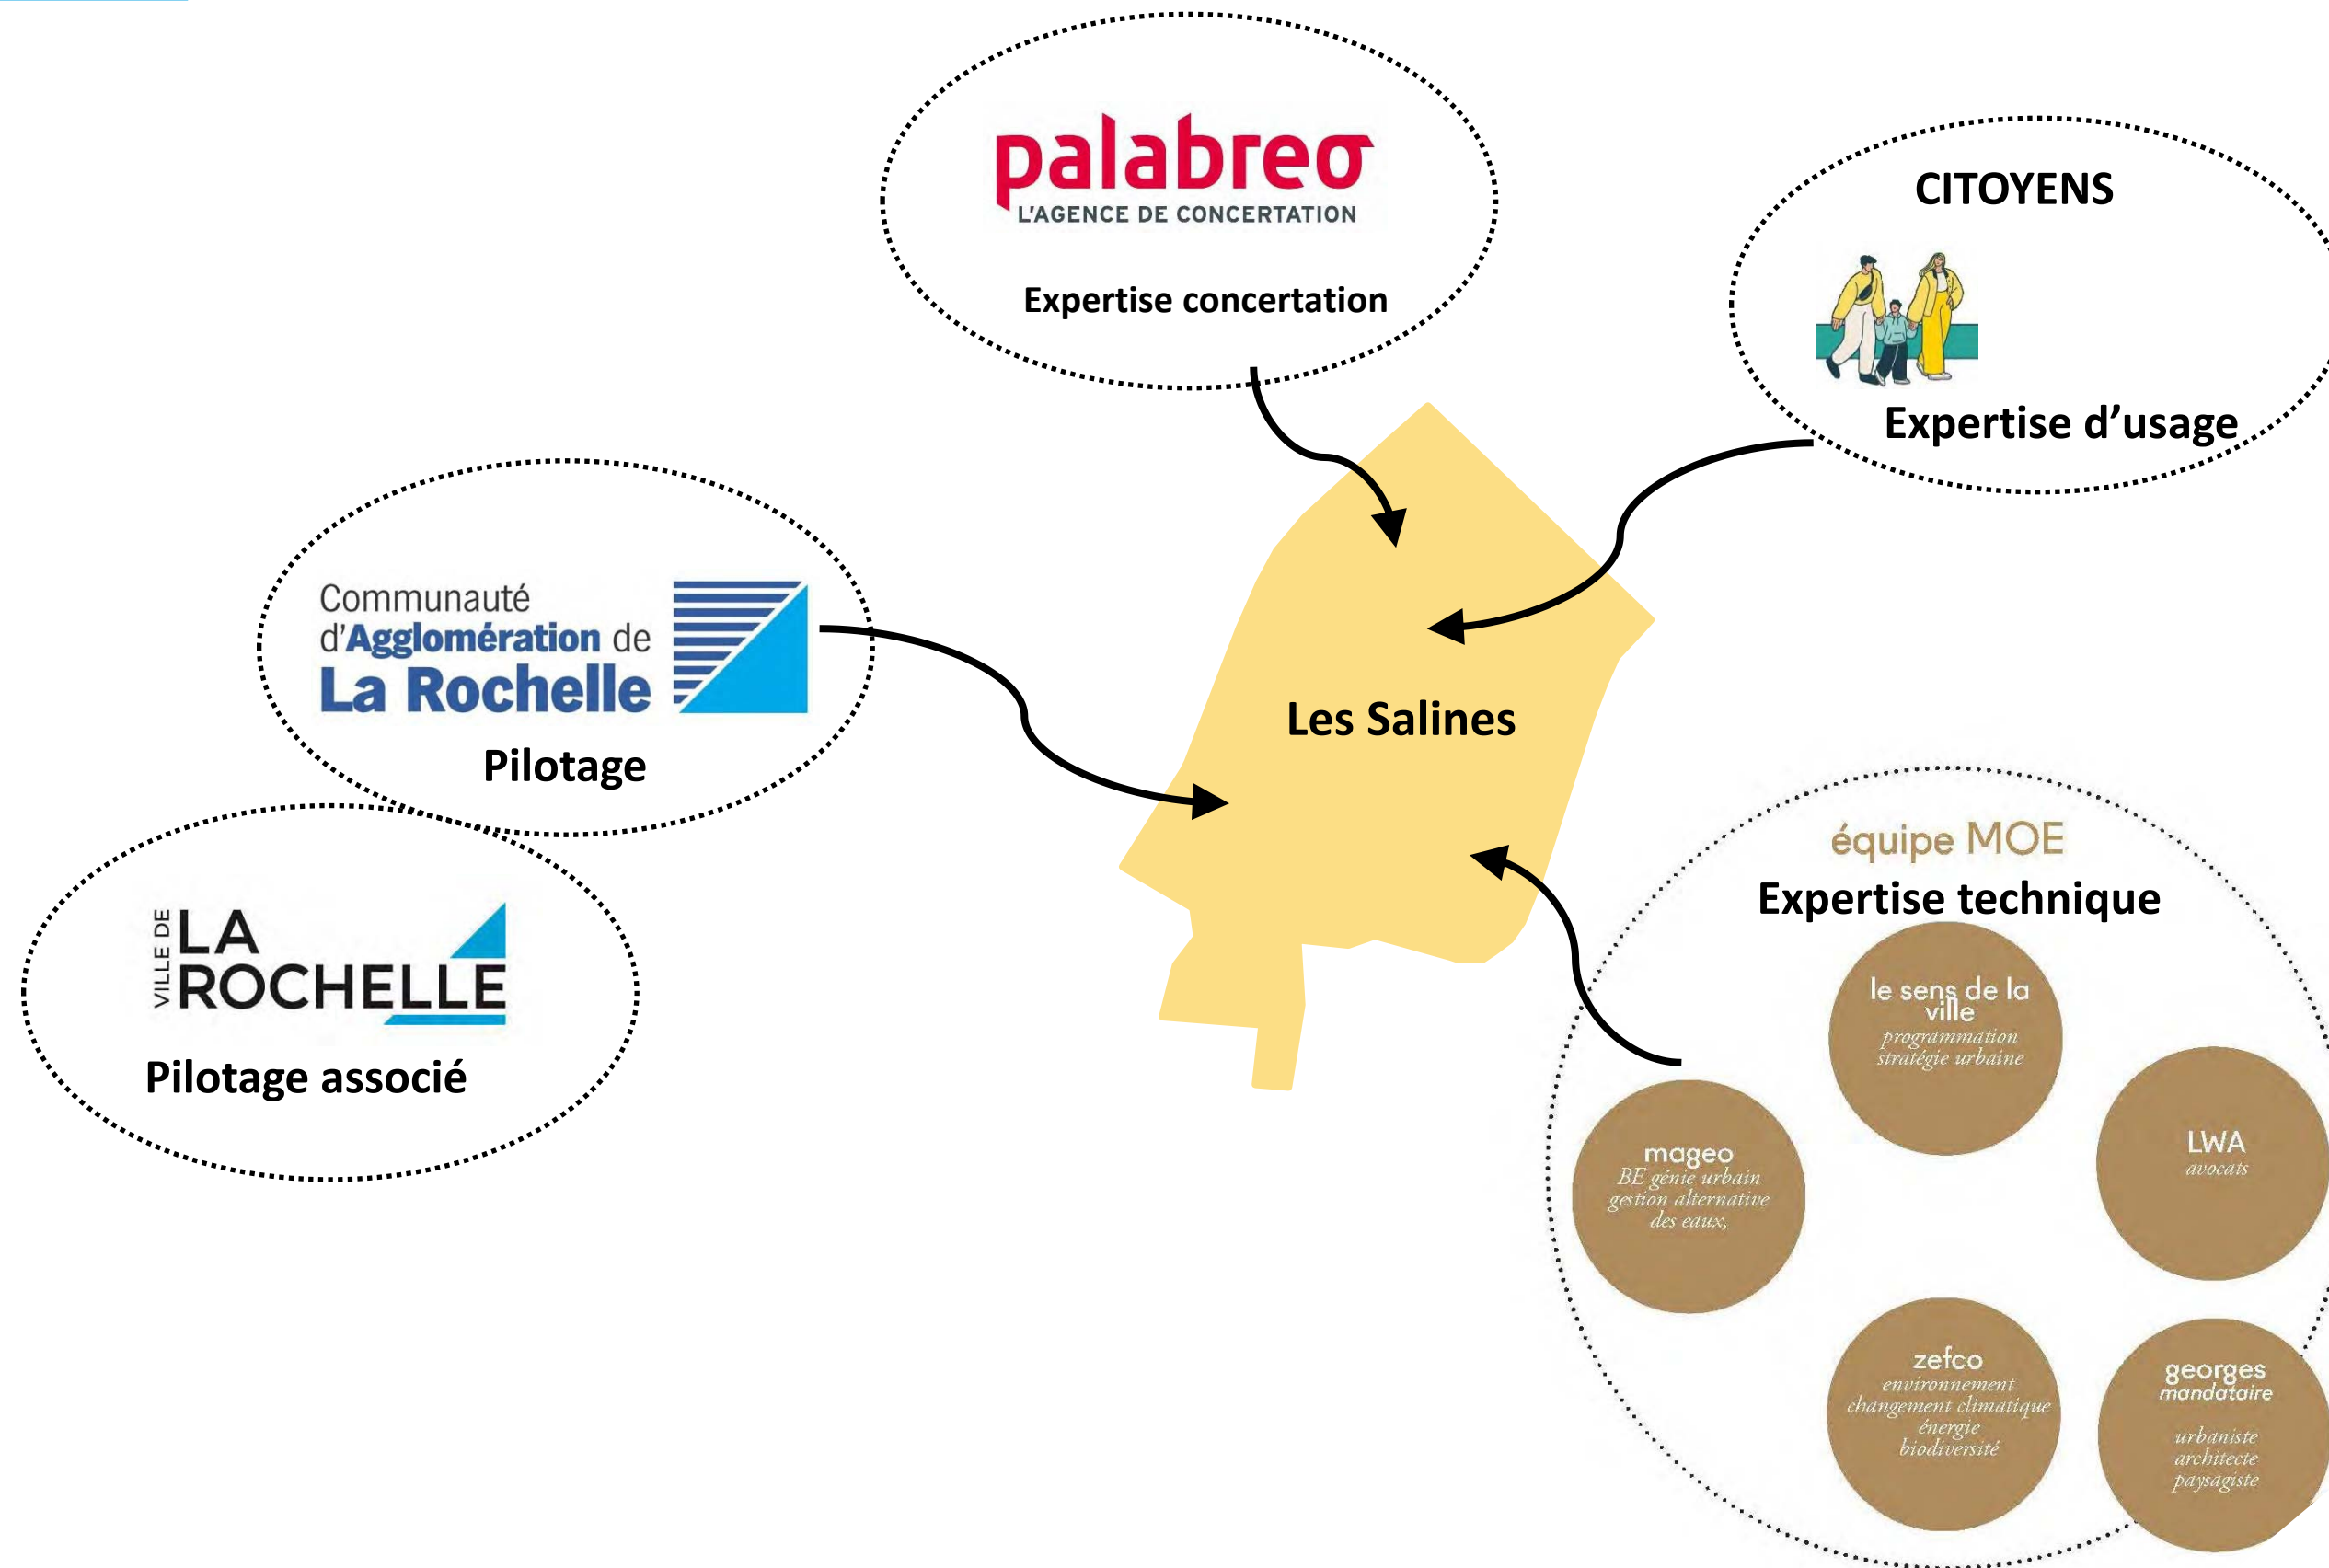 palabreo
L'AGENCE DE CONCERTATION
Expertise concertation
CITOYENS
Expertise d’usage
Communauté
d'Agglomération de
La Rochelle
Pilotage
VILLE DE
LA
ROCHELLE
Pilotage associé
Les Salines
équipe MOE
Expertise technique
le sens de la
ville
programmation
stratégie urbaine
mageo
BE génie urbain
gestion alternative
des eaux,
LWA
avocats
zefco
environnement
changement climatique
énergie
biodiversité
georges
mandataire
urbaniste
architecte
paysagiste